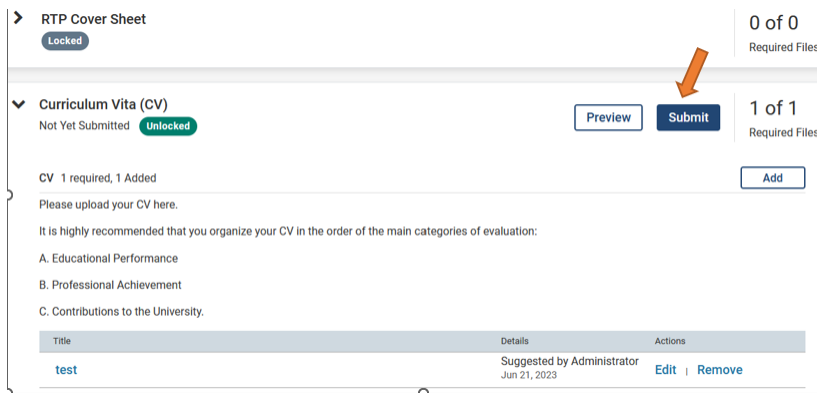 RTP Cover Sheet
0 of 0
Locked
Required Files
Curriculum Vita (CV)
Preview
Submit
1 of 1
Not Yet Submitted Unlocked
Required Files
CV 1 required, 1 Added
Add
Please upload your CV here.
It is highly recommended that you organize your CV in the order of the main categories of evaluation:
A. Educational Performance
B. Professional Achievement
C. Contributions to the University.
Title Details Actions
test Suggested by Administrator Edit | Remove
Jun 21, 2023